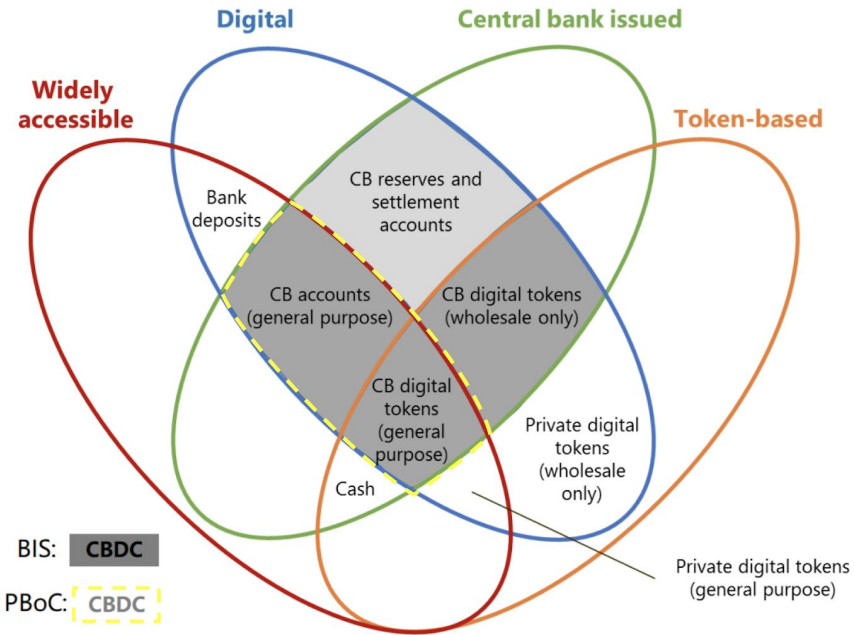 Digital
Central bank issued
Widely
accessible
Token-based
Bank
deposits
CB reserves and
settlement
accounts
CB accounts
(general purpose)
CB digital tokens
(wholesale only)
CB digital
tokens
(general
purpose)
Private digital
tokens
(wholesale
only)
Cash
Private digital tokens
(general purpose)
BIS: CBDC
PBoC: CBDC